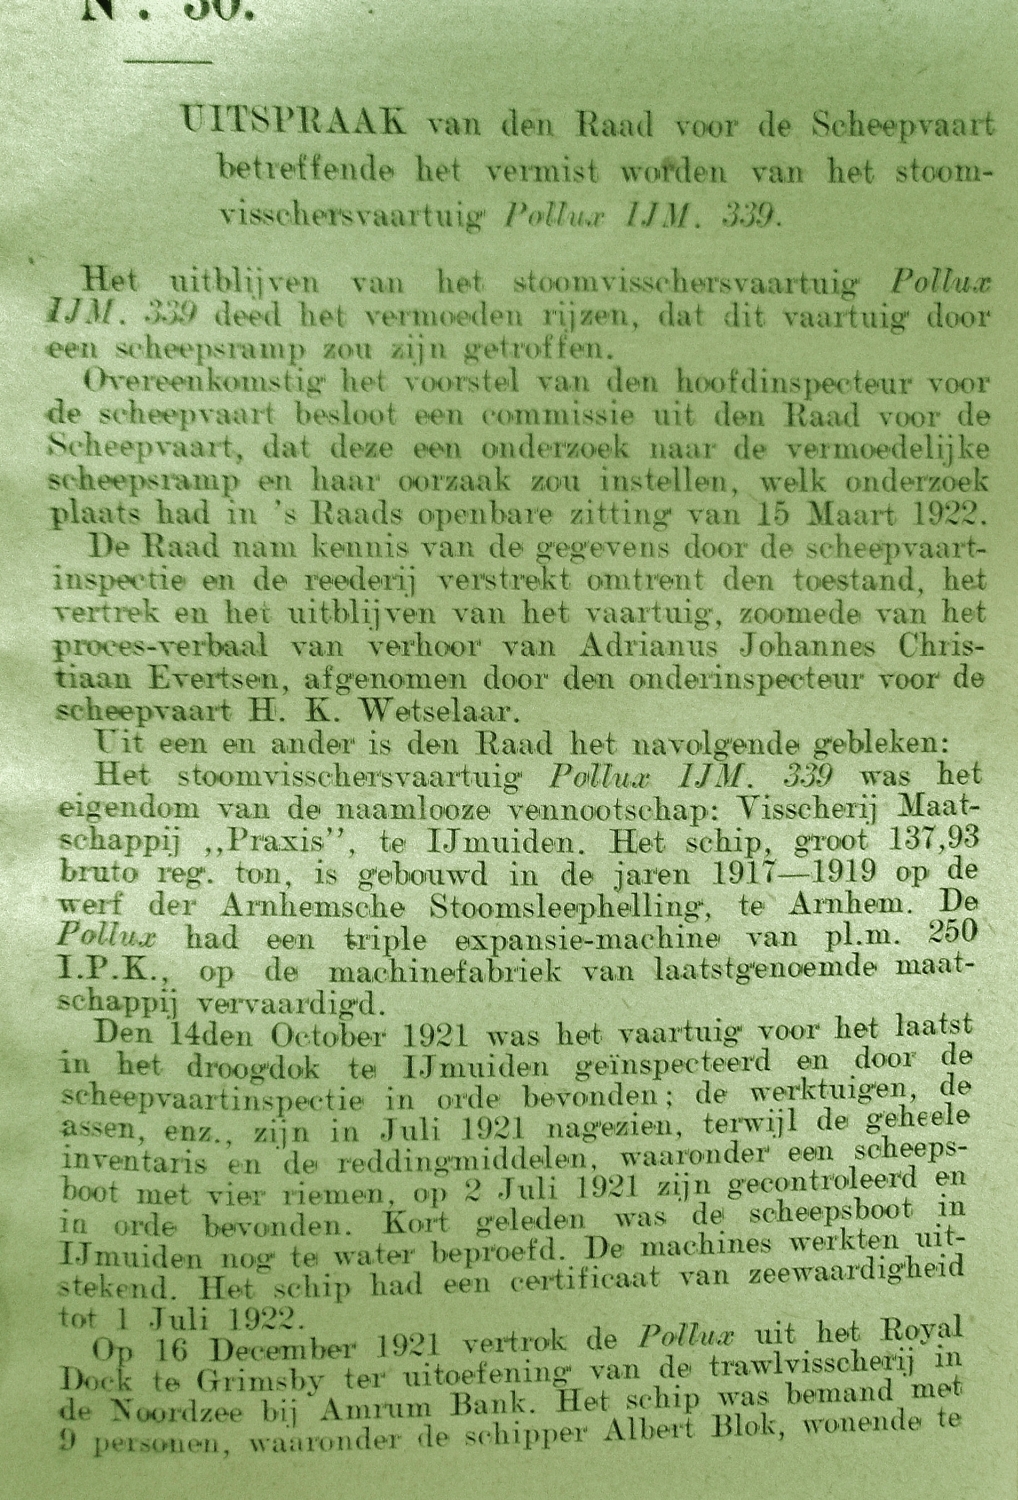 N°. 30.
UITSPRAAK van den Raad voor de Scheepvaart
betreffende het vermist worden van het stoom-
visschersvaartuig Pollux IJM. 339.
Het uitblijven van het stoomvisschersvaartuig Pollux
IJM. 339 deed het vermoeden rijzen, dat dit vaartuig door
een scheepsramp zou zijn getroffen.
Overeenkomstig het voorstel van den hoofdinspecteur voor
de scheepvaart besloot een commissie uit den Raad voor de
Scheepvaart, dat deze een onderzoek naar de vermoedelijke
scheepsramp en haar oorzaak zou instellen, welk onderzoek
plaats had in 's Raads openbare zitting van 15 Maart 1922.
De Raad nam kennis van de gegevens door de scheepvaart-
inspectie en de reederij verstrekt omtrent den toestand, het
vertrek en het uitblijven van het vaartuig, zoomede van het
proces-verbaal van verhoor van Adrianus Johannes Chris-
tiaan Evertsen, afgenomen door den onderinspecteur voor de
scheepvaart H. K. Wetselaar.
Uit een en ander is den Raad het navolgende gebleken:
Het stoomvisschersvaartuig Pollux IJM. 339 was het
eigendom van de naamlooze vennootschap: Visscherij Maat-
schappij „Praxis”, te IJmuiden. Het schip, groot 137,93
bruto reg. ton, is gebouwd in de jaren 1917—1919 op de
werf der Arnhemsche Stoomsleephelling, te Arnhem. De
Pollux had een triple expansie-machine van pl.m. 250
I.P.K., op de machinefabriek van laatstgenoemde maat-
schappij vervaardigd.
Den 14den October 1921 was het vaartuig voor het laatst
in het droogdok te IJmuiden geïnspecteerd en door de
scheepvaartinspectie in orde bevonden; de werktuigen, de
assen, enz., zijn in Juli 1921 nagezien, terwijl de geheele
inventaris en de reddingmiddelen, waaronder een scheeps-
boot met vier riemen, op 2 Juli 1921 zijn gecontroleerd en
in orde bevonden. Kort geleden was de scheepsboot in
IJmuiden nog te water beproefd. De machines werkten uit-
stekend. Het schip had een certificaat van zeewaardigheid
tot 1 Juli 1922.
Op 16 December 1921 vertrok de Pollux uit het Royal
Dock te Grimsby ter uitoefening van de trawlvisscherij in
de Noordzee bij Amrum Bank. Het schip was bemand met
9 personen, waaronder de schipper Albert Blok, wonende te